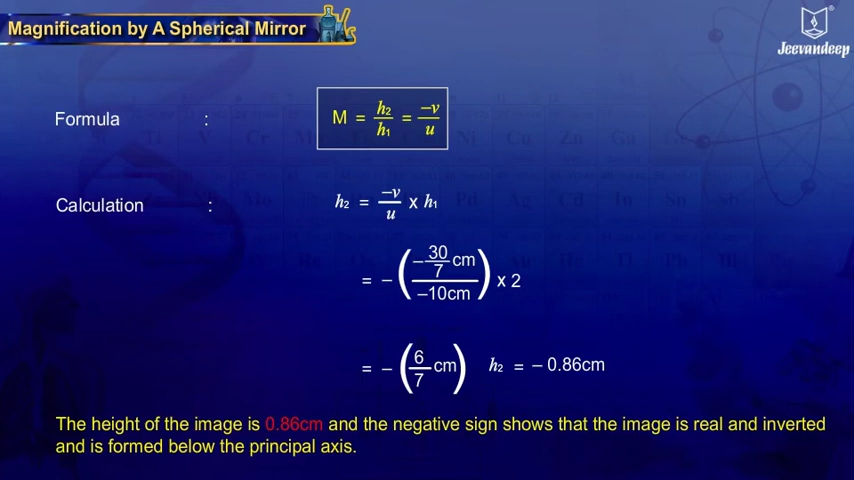 Magnification by A Spherical Mirror
Jeevandeep
Formula : M = h₂/h₁ = –v/u
Calculation : h₂ = –v/u x h₁
= – (–30/7 cm / –10cm) x 2
= – (6/7 cm) h₂ = – 0.86cm
The height of the image is 0.86cm and the negative sign shows that the image is real and inverted
and is formed below the principal axis.